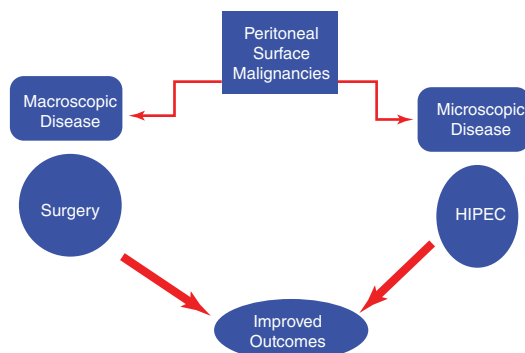 Peritoneal
Surface
Malignancies
Macroscopic
Disease
Microscopic
Disease
Surgery
HIPEC
Improved
Outcomes